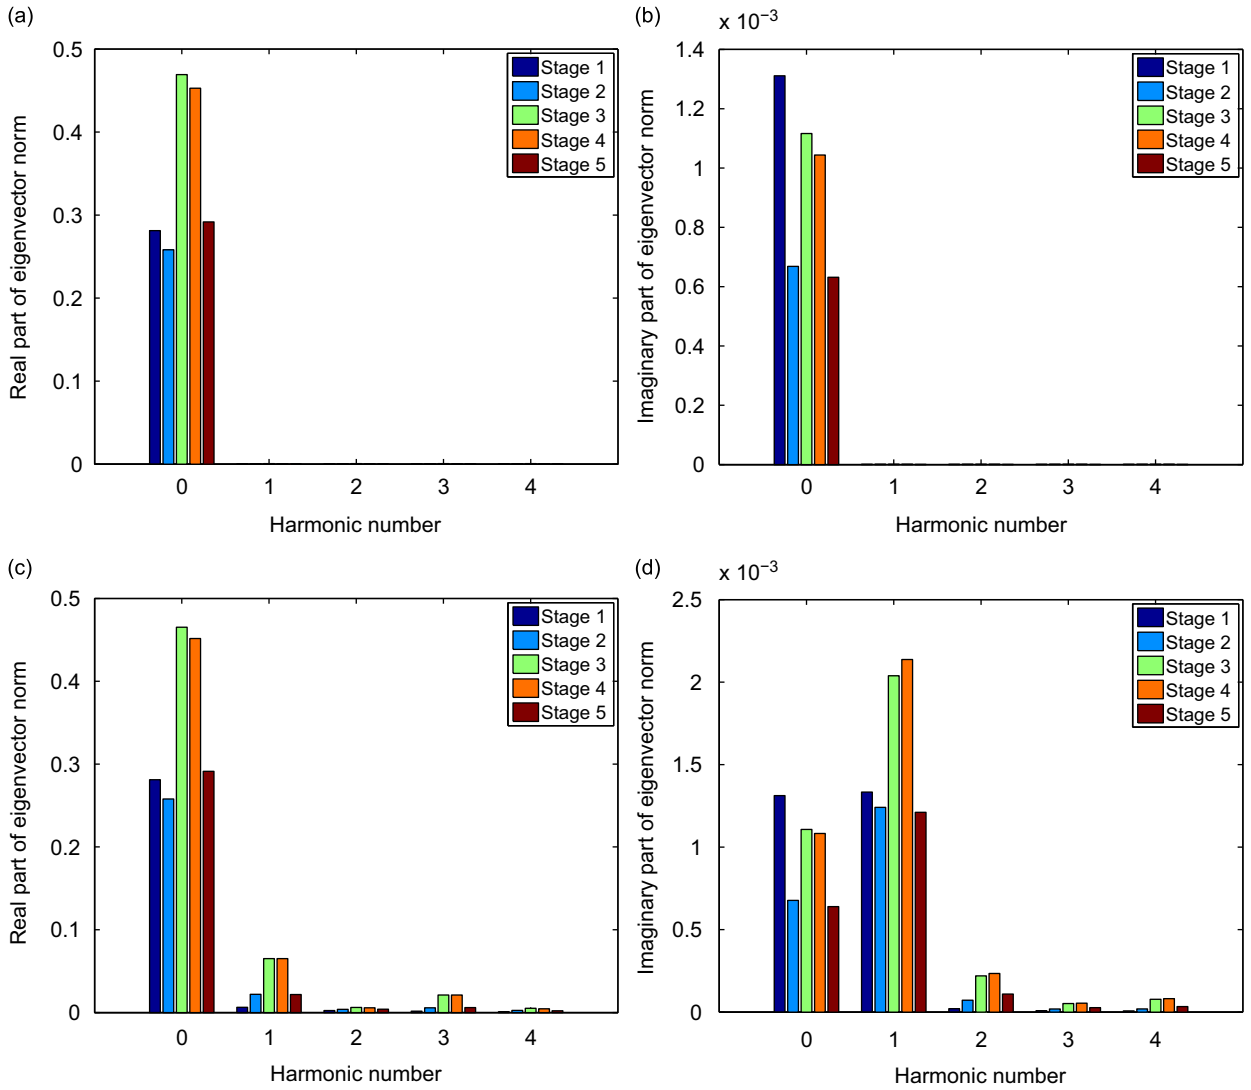 (a)
0.5
0.4
0.3
0.2
0.1
0
Real part of eigenvector norm
0 1 2 3 4
Harmonic number
Stage 1
Stage 2
Stage 3
Stage 4
Stage 5
(b)
x 10⁻³
1.4
1.2
1
0.8
0.6
0.4
0.2
0
Imaginary part of eigenvector norm
0 1 2 3 4
Harmonic number
Stage 1
Stage 2
Stage 3
Stage 4
Stage 5
(c)
0.5
0.4
0.3
0.2
0.1
0
Real part of eigenvector norm
0 1 2 3 4
Harmonic number
Stage 1
Stage 2
Stage 3
Stage 4
Stage 5
(d)
x 10⁻³
2.5
2
1.5
1
0.5
0
Imaginary part of eigenvector norm
0 1 2 3 4
Harmonic number
Stage 1
Stage 2
Stage 3
Stage 4
Stage 5